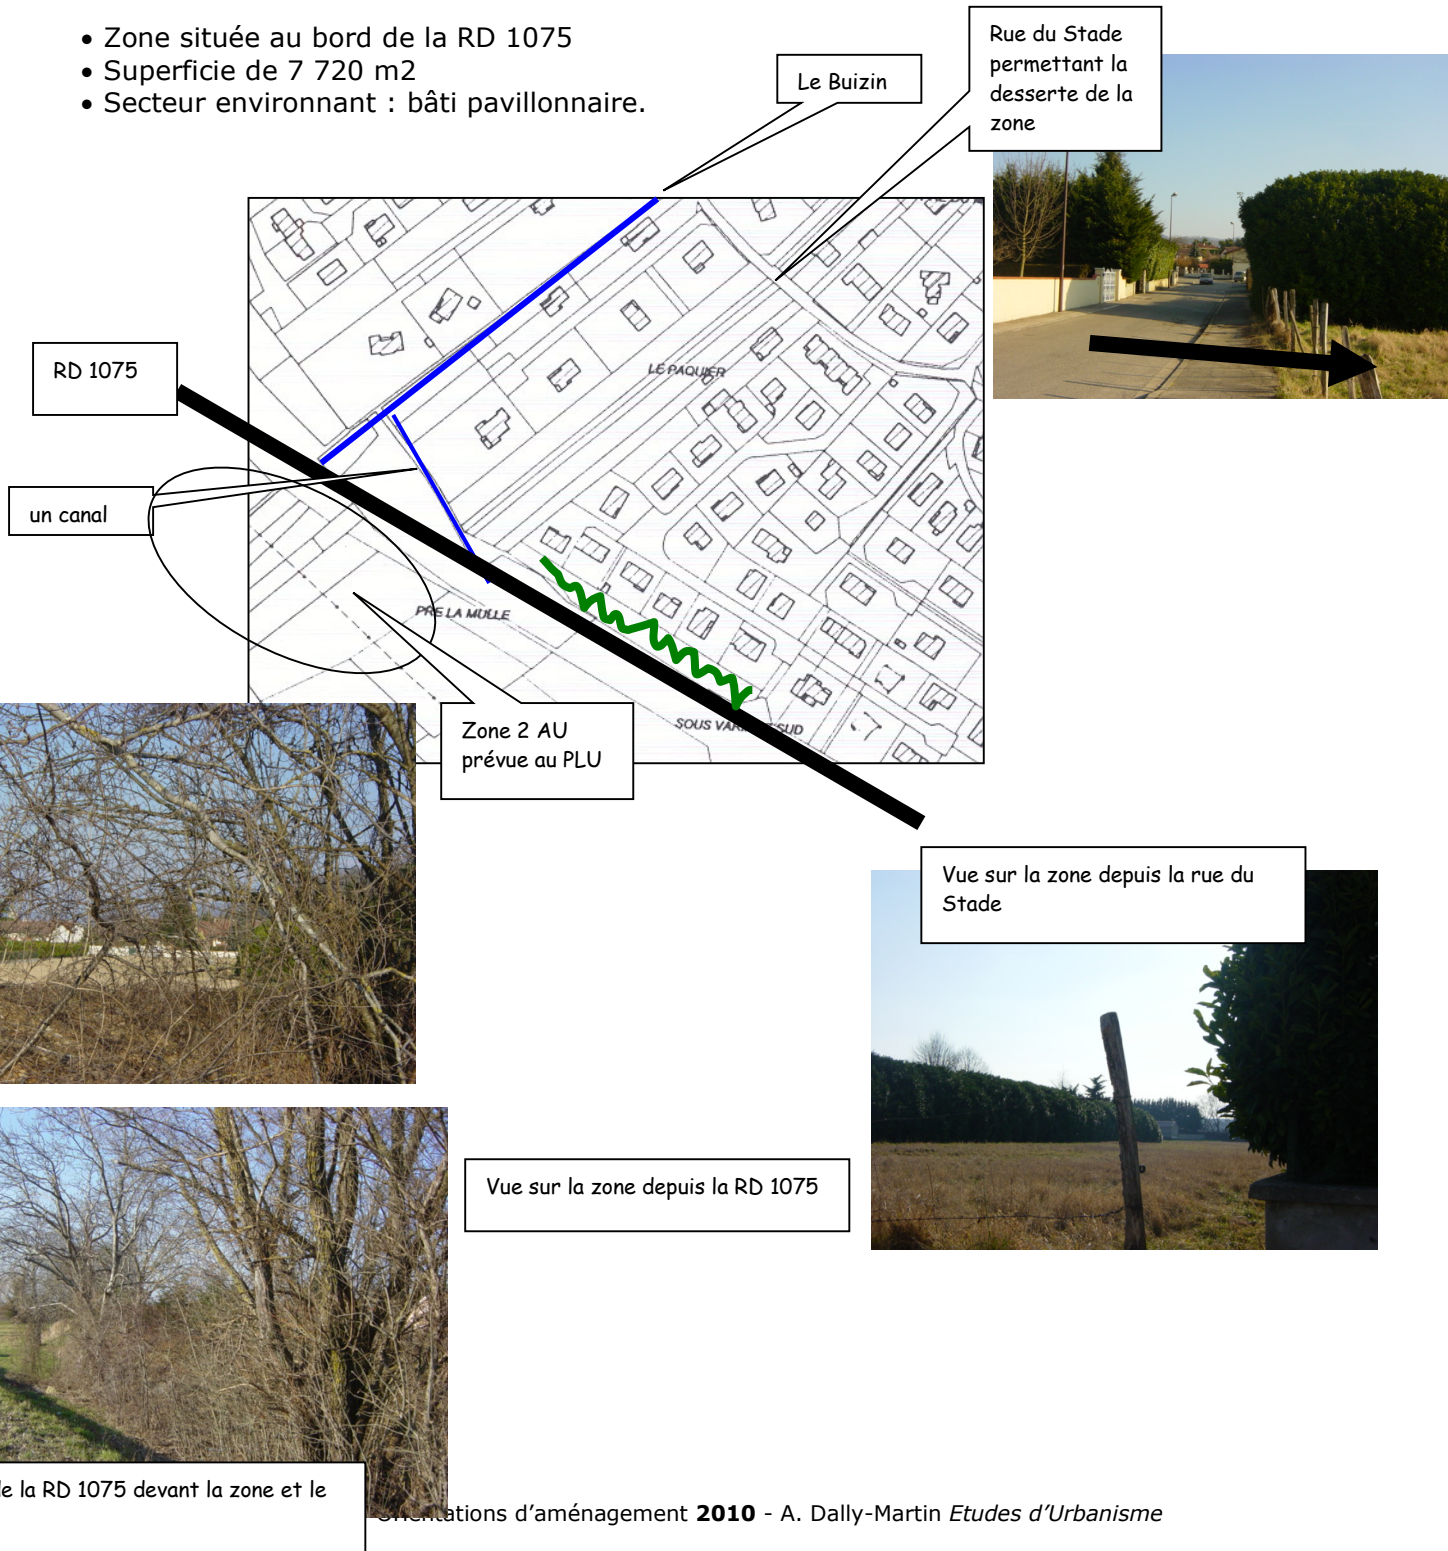 • Zone située au bord de la RD 1075
• Superficie de 7 720 m2
• Secteur environnant : bâti pavillonnaire.
Le Buizin
Rue du Stade
permettant la
desserte de la
zone
RD 1075
LE PAQUIER
un canal
PRE LA MULLE
Zone 2 AU
prévue au PLU
SOUS
SUD
Vue sur la zone depuis la rue du
Stade
Vue sur la zone depuis la RD 1075
de la RD 1075 devant la zone et le
Orientations d'aménagement 2010 - A. Dally-Martin Etudes d'Urbanisme